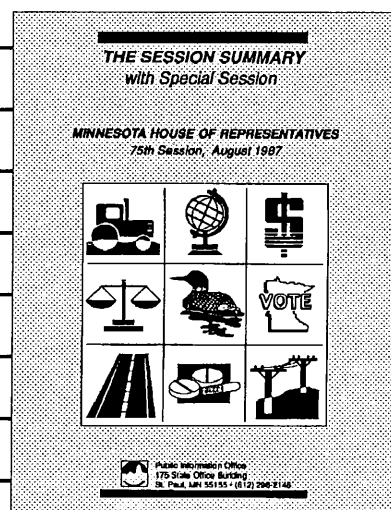 THE SESSION SUMMARY
with Special Session
MINNESOTA HOUSE OF REPRESENTATIVES
75th Session, August 1987
VOTE
Public Information Office
175 State Office Building
St. Paul, MN 55155 • (612) 296-2146